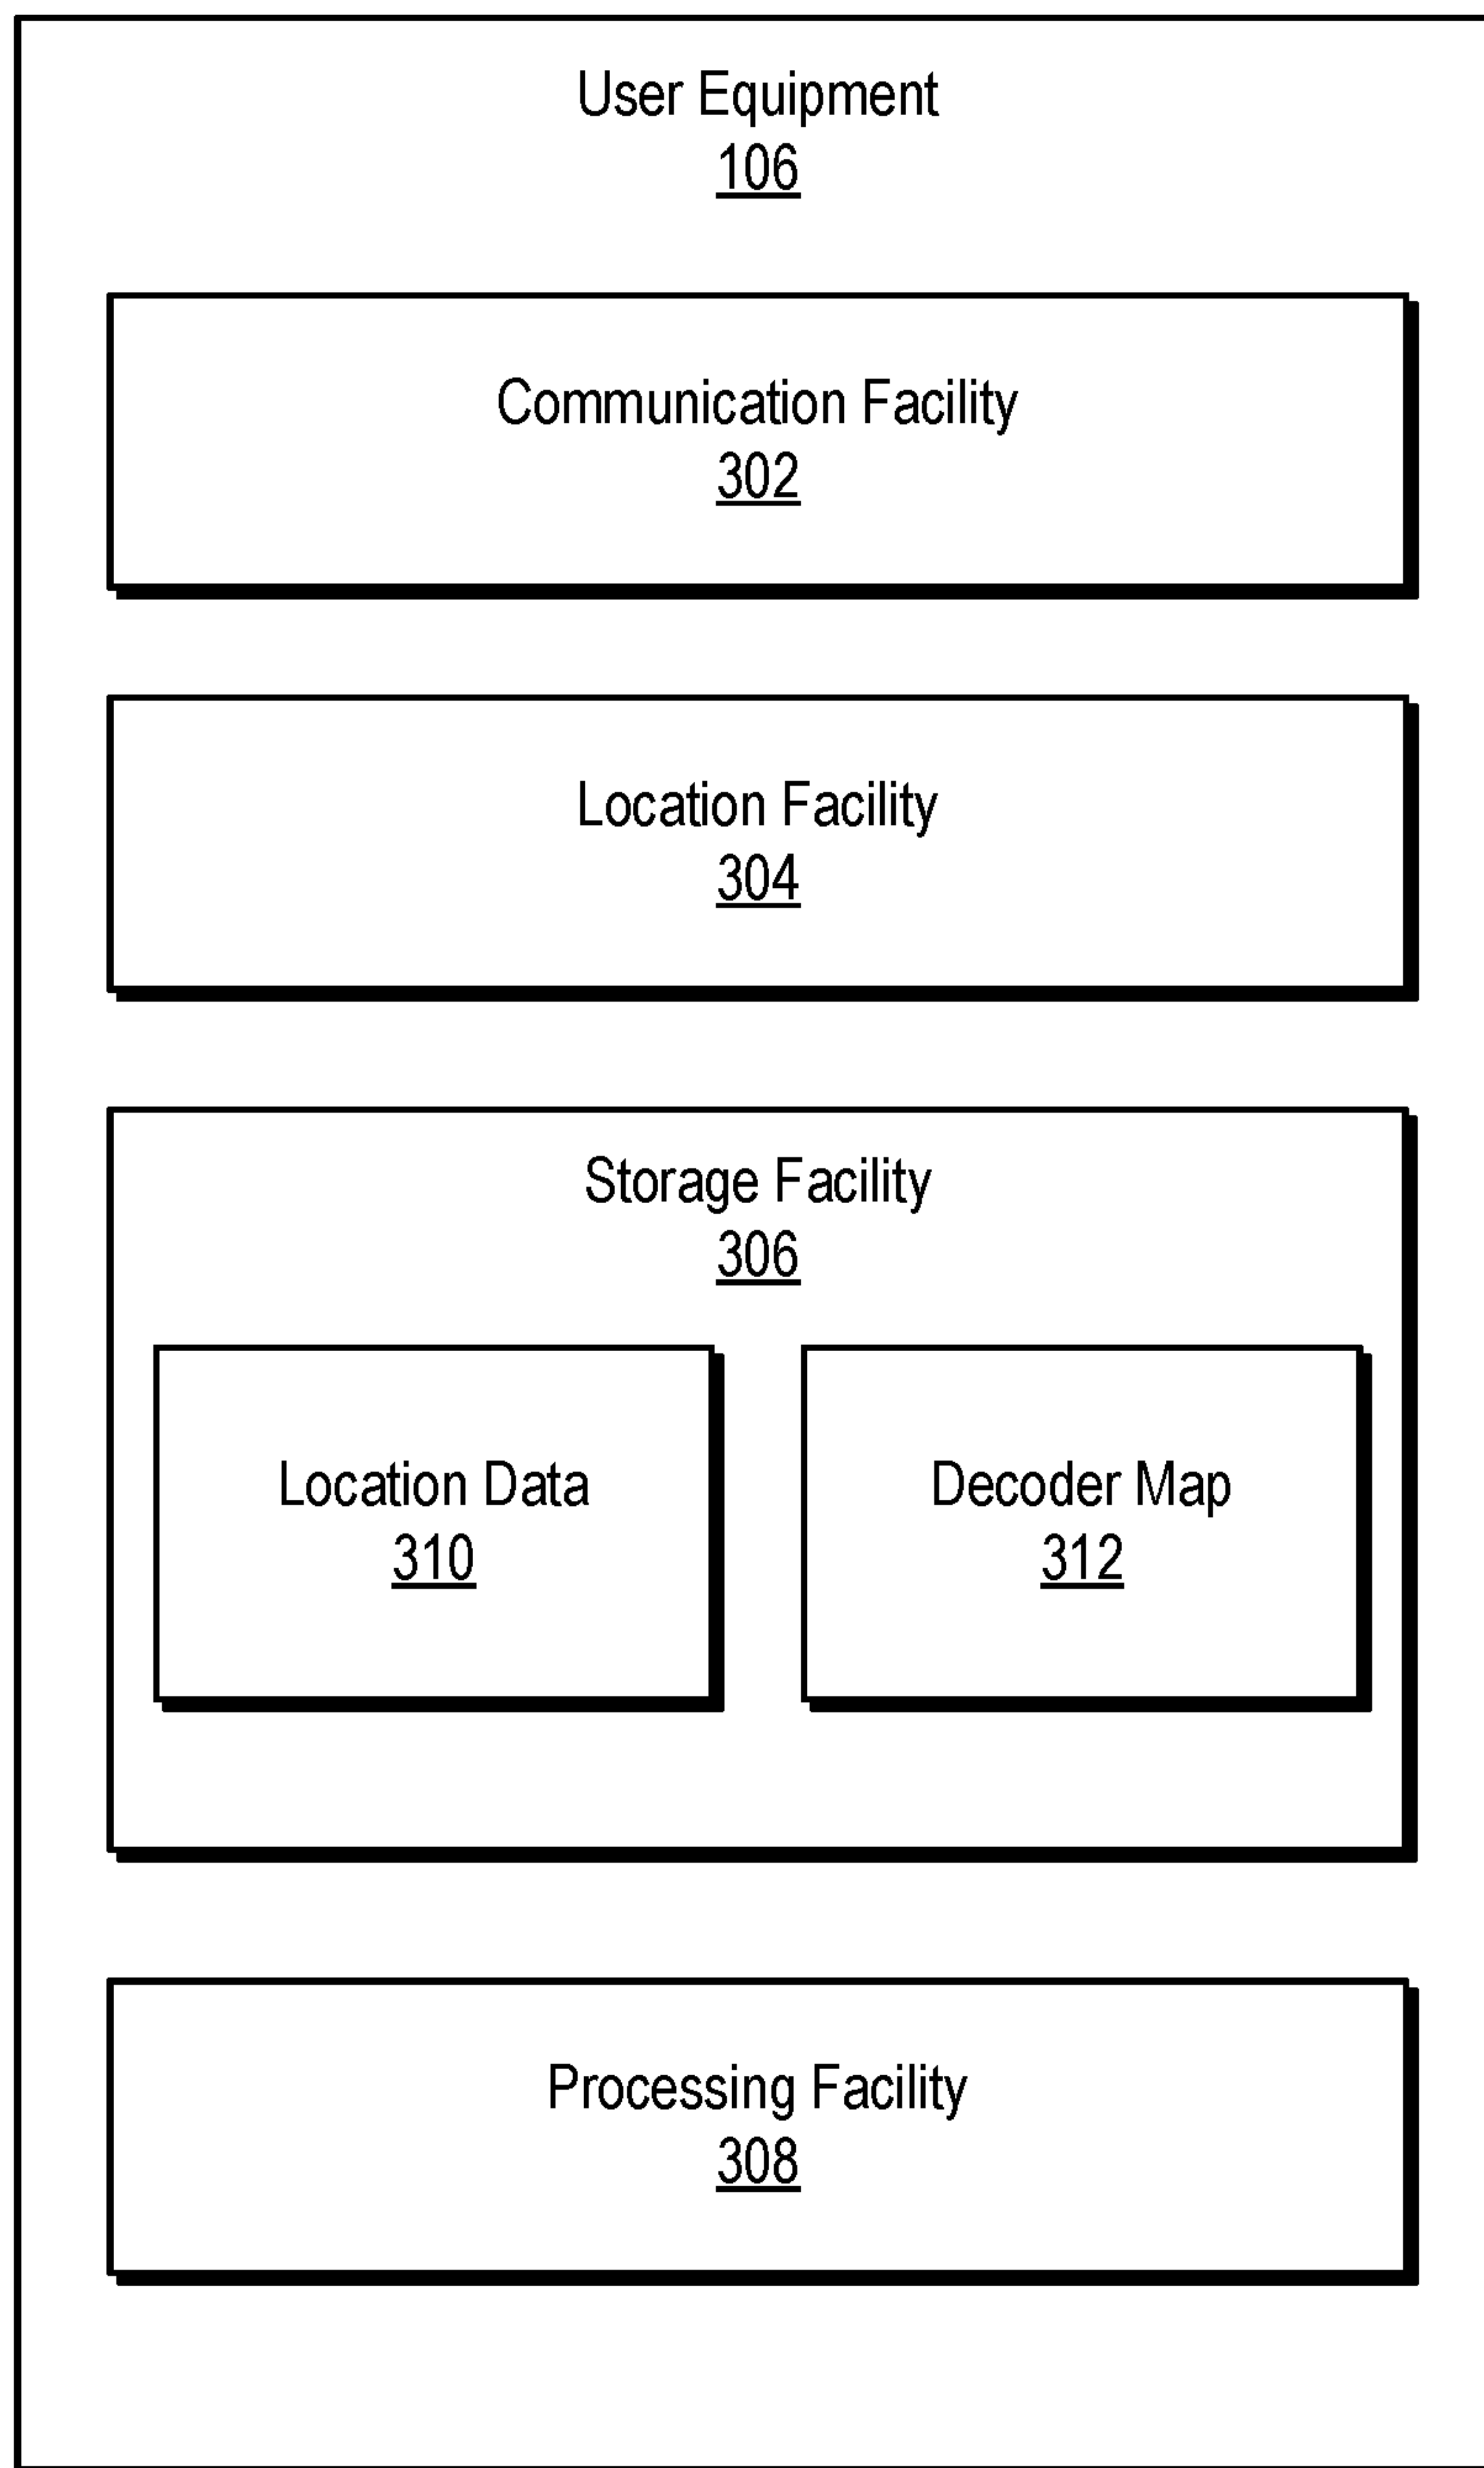 User Equipment
106
Communication Facility
302
Location Facility
304
Storage Facility
306
Location Data
310
Decoder Map
312
Processing Facility
308